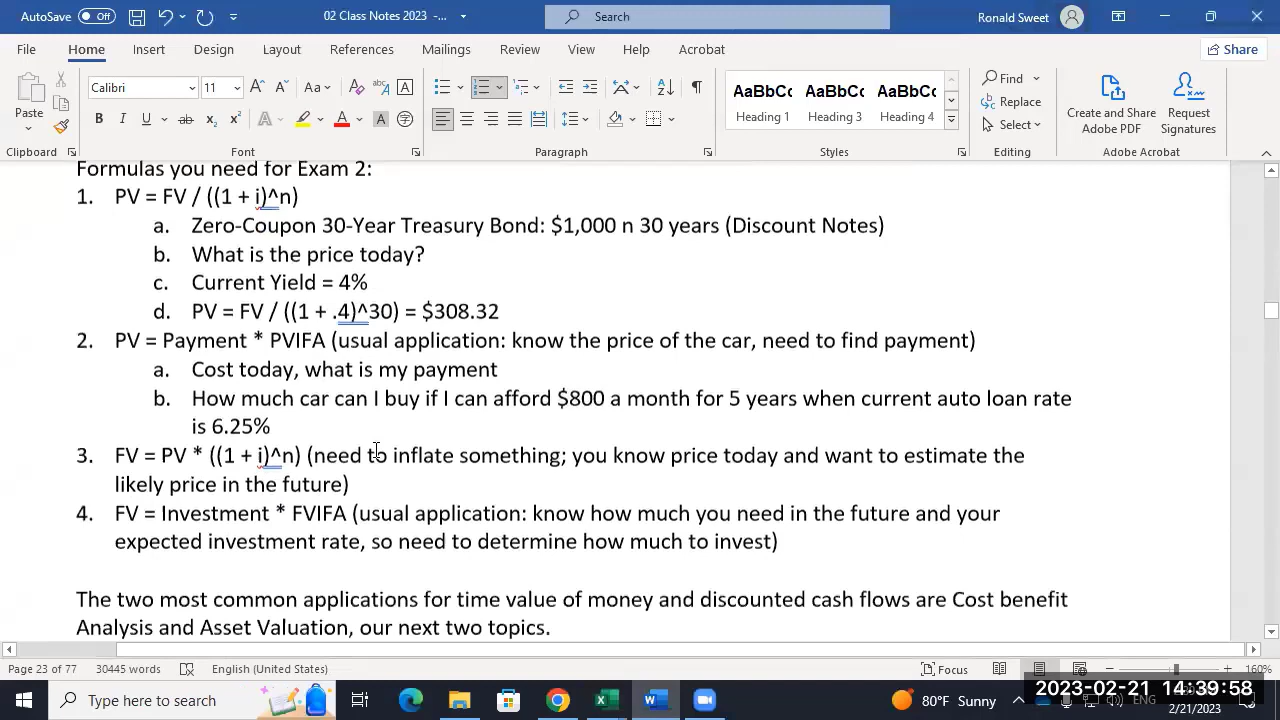 AutoSave Off 02 Class Notes 2023 -... Search Ronald Sweet
File Home Insert Design Layout References Mailings Review View Help Acrobat Share
Calibri 11 Aa AaBbCc AaBbCc AaBbCc Find
Paste Heading 1 Heading 3 Heading 4 Replace Create and Share Adobe PDF Request Signatures
B I U ab x₂ x² A A Select
Clipboard Font Paragraph Styles Editing Adobe Acrobat
Formulas you need for Exam 2:
1. PV = FV / ((1 + i)^n)
a. Zero-Coupon 30-Year Treasury Bond: $1,000 n 30 years (Discount Notes)
b. What is the price today?
c. Current Yield = 4%
d. PV = FV / ((1 + .4)^30) = $308.32
2. PV = Payment * PVIFA (usual application: know the price of the car, need to find payment)
a. Cost today, what is my payment
b. How much car can I buy if I can afford $800 a month for 5 years when current auto loan rate
is 6.25%
3. FV = PV * ((1 + i)^n) (need to inflate something; you know price today and want to estimate the
likely price in the future)
4. FV = Investment * FVIFA (usual application: know how much you need in the future and your
expected investment rate, so need to determine how much to invest)
The two most common applications for time value of money and discounted cash flows are Cost benefit
Analysis and Asset Valuation, our next two topics.
Page 23 of 77 30445 words English (United States) Focus 160%
Type here to search 80°F Sunny ENG 2023-02-21 14:39:58
2/21/2023